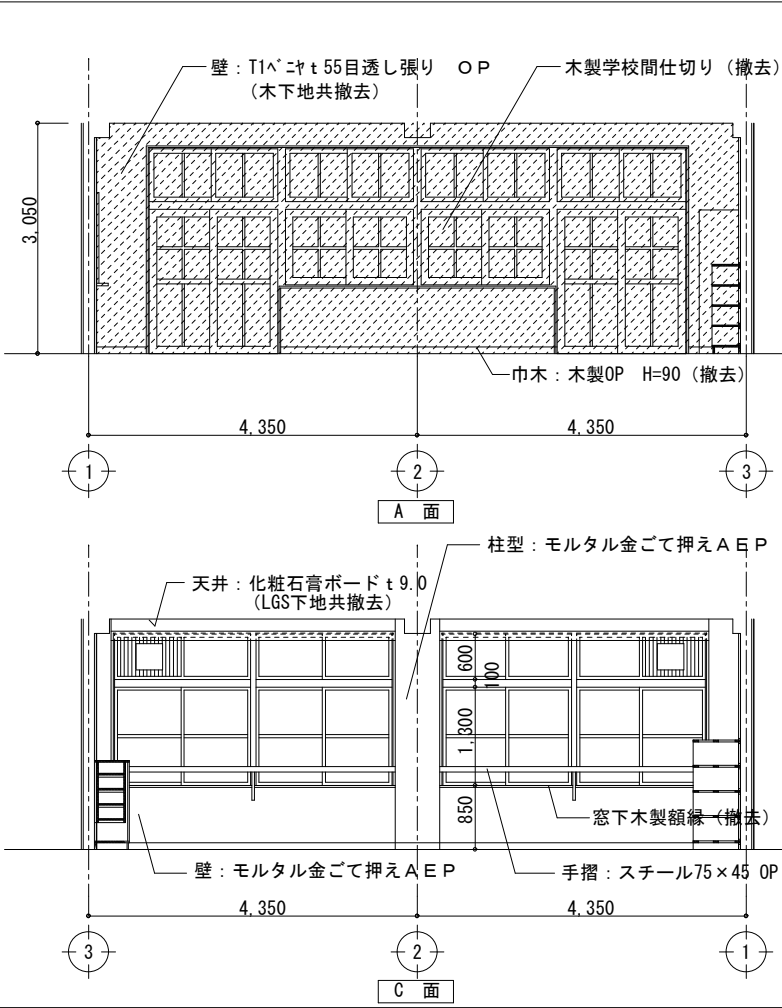 壁：T1ﾍﾞﾆﾔｔ55目透し張り　ＯＰ
（木下地共撤去）
木製学校間仕切り（撤去）
3,050
巾木：木製OP　H=90（撤去）
4,350
4,350
1
2
3
A　面
柱型：モルタル金ごて押えＡＥＰ
天井：化粧石膏ボードｔ9.0
（LGS下地共撤去）
600
100
1,300
850
窓下木製額縁（撤去）
壁：モルタル金ごて押えＡＥＰ
手摺：スチール75×45 OP
4,350
4,350
3
2
1
C　面